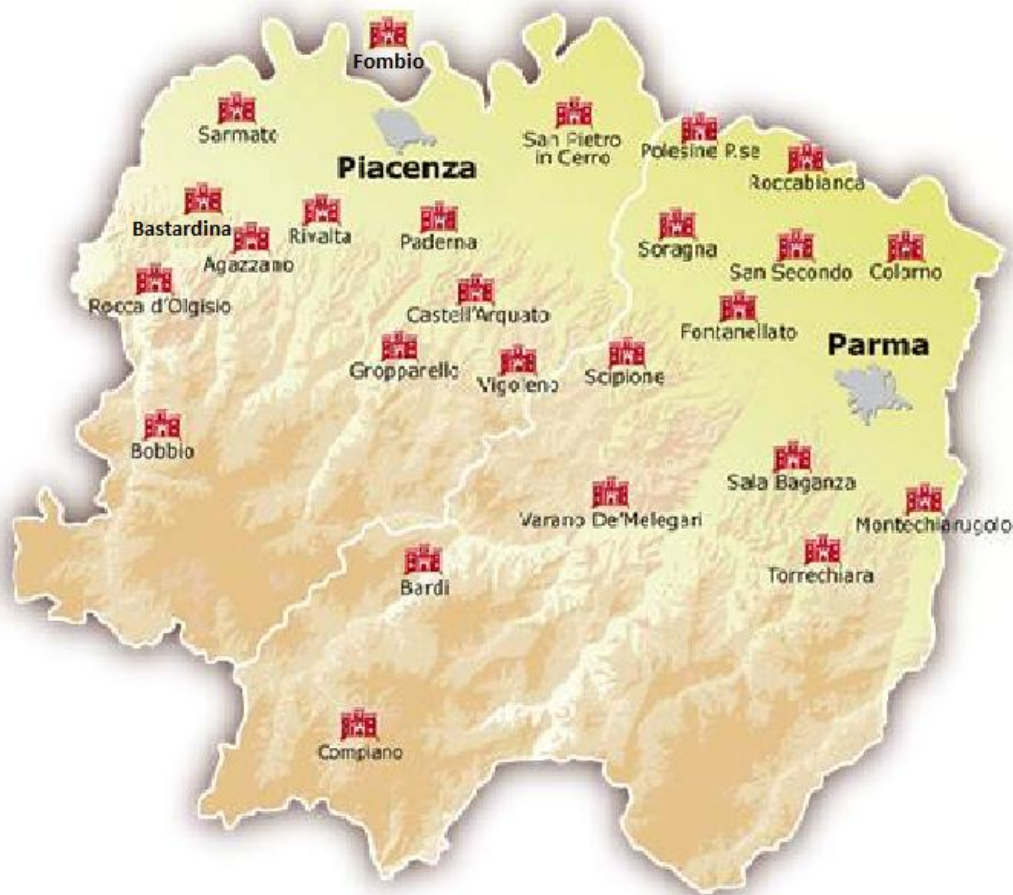 Fombio
Sarmato
San Pietro
in Cerro
Polesine P.se
Piacenza
Roccabianca
Bastardina
Rivalta
Paderna
Soragna
Agazzano
San Secondo
Colorno
Rocca d'Olgisio
Castell'Arquato
Fontanellato
Parma
Gropparello
Vigoleno
Scipione
Bobbio
Sala Baganza
Varano De'Melegari
Montechiarugolo
Bardi
Torrechiara
Compiano